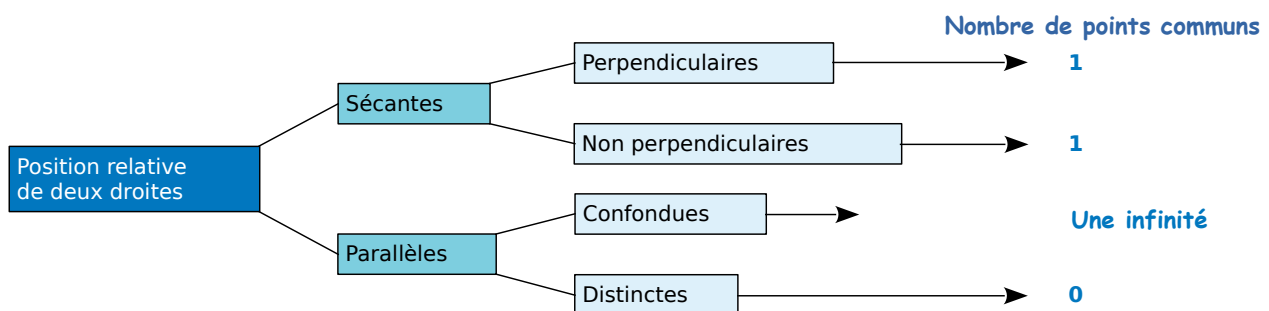 Nombre de points communs
Perpendiculaires
1
Sécantes
Non perpendiculaires
1
Position relative
de deux droites
Confondues
Une infinité
Parallèles
Distinctes
0